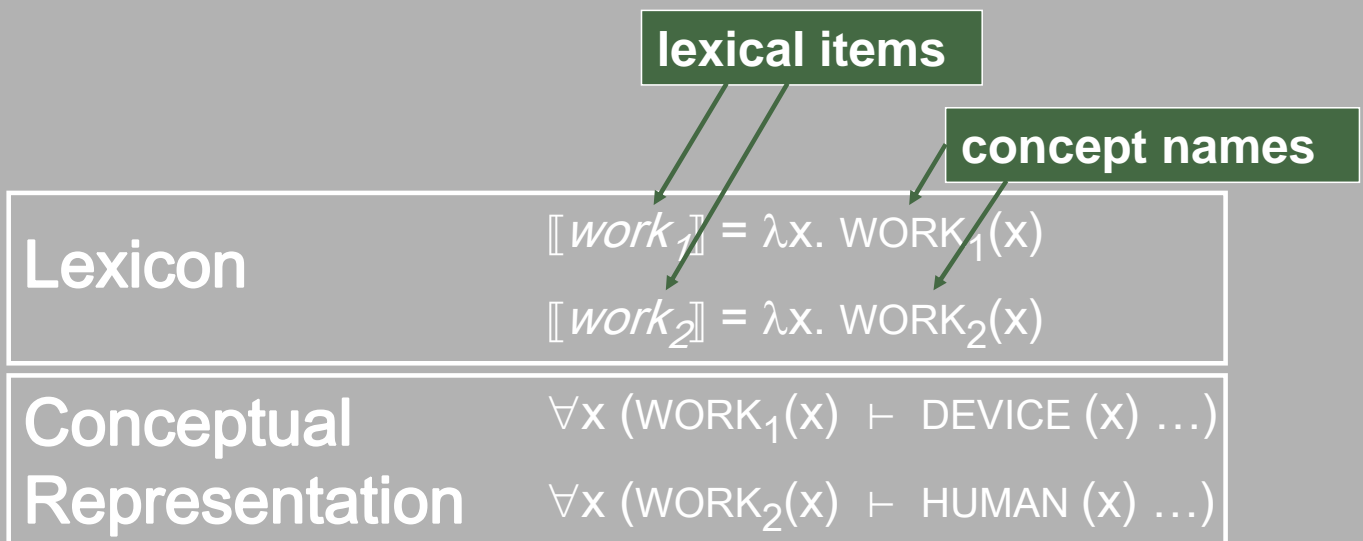 lexical items
concept names
Lexicon
⟦work₁⟧ = λx. WORK₁(x)
⟦work₂⟧ = λx. WORK₂(x)
Conceptual
Representation
∀x (WORK₁(x) ⊢ DEVICE (x) …)
∀x (WORK₂(x) ⊢ HUMAN (x) …)